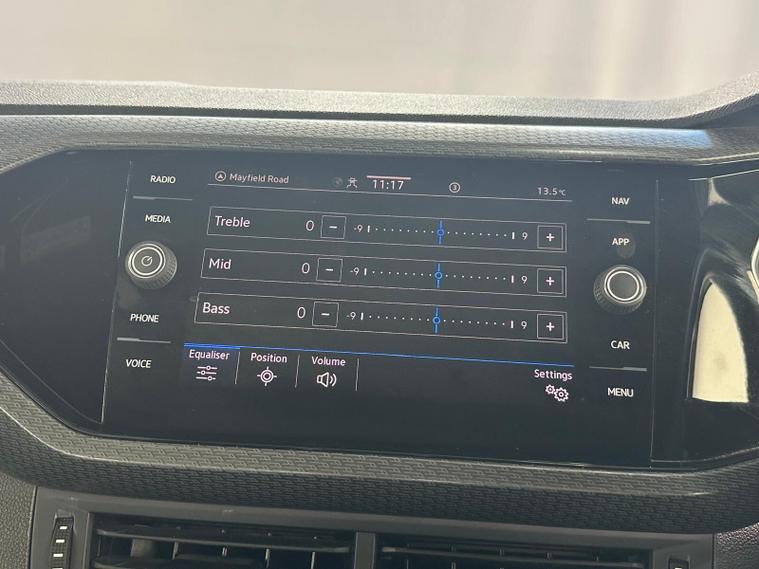 RADIO
MEDIA
PHONE
VOICE
Mayfield Road 11:17 3 13.5°C
Treble 0 - -9 9 +
Mid 0 - -9 9 +
Bass 0 - -9 9 +
Equaliser Position Volume Settings
NAV
APP
CAR
MENU